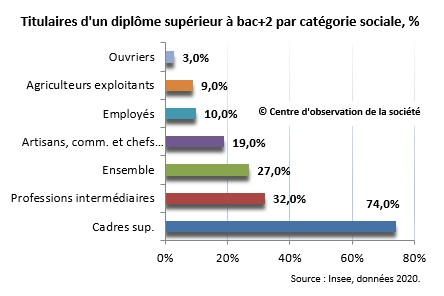 Titulaires d'un diplôme supérieur à bac+2 par catégorie sociale, %
Ouvriers 3,0%
Agriculteurs exploitants 9,0%
Employés 10,0%
© Centre d'observation de la société
Artisans, comm. et chefs… 19,0%
Ensemble 27,0%
Professions intermédiaires 32,0%
Cadres sup. 74,0%
0% 20% 40% 60% 80%
Source : Insee, données 2020.